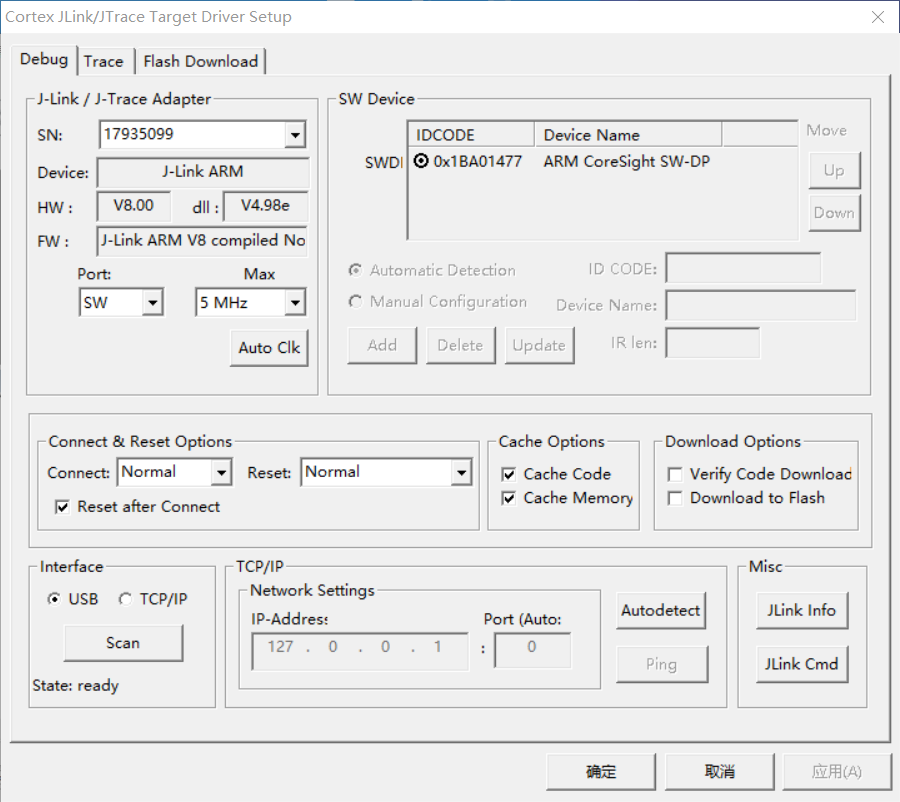 Cortex JLink/JTrace Target Driver Setup
Debug Trace Flash Download
J-Link / J-Trace Adapter
SN: 17935099
Device: J-Link ARM
HW : V8.00 dll : V4.98e
FW : J-Link ARM V8 compiled No
Port: Max
SW 5 MHz
Auto Clk
SW Device
IDCODE Device Name Move
SWDI 0x1BA01477 ARM CoreSight SW-DP
Up
Down
Automatic Detection ID CODE:
Manual Configuration Device Name:
Add Delete Update IR len:
Connect & Reset Options
Connect: Normal Reset: Normal
Reset after Connect
Cache Options
Cache Code
Cache Memory
Download Options
Verify Code Download
Download to Flash
Interface
USB TCP/IP
Scan
State: ready
TCP/IP
Network Settings
IP-Address Port (Auto:
127 . 0 . 0 . 1 : 0
Autodetect
Ping
Misc
JLink Info
JLink Cmd
确定 取消 应用(A)